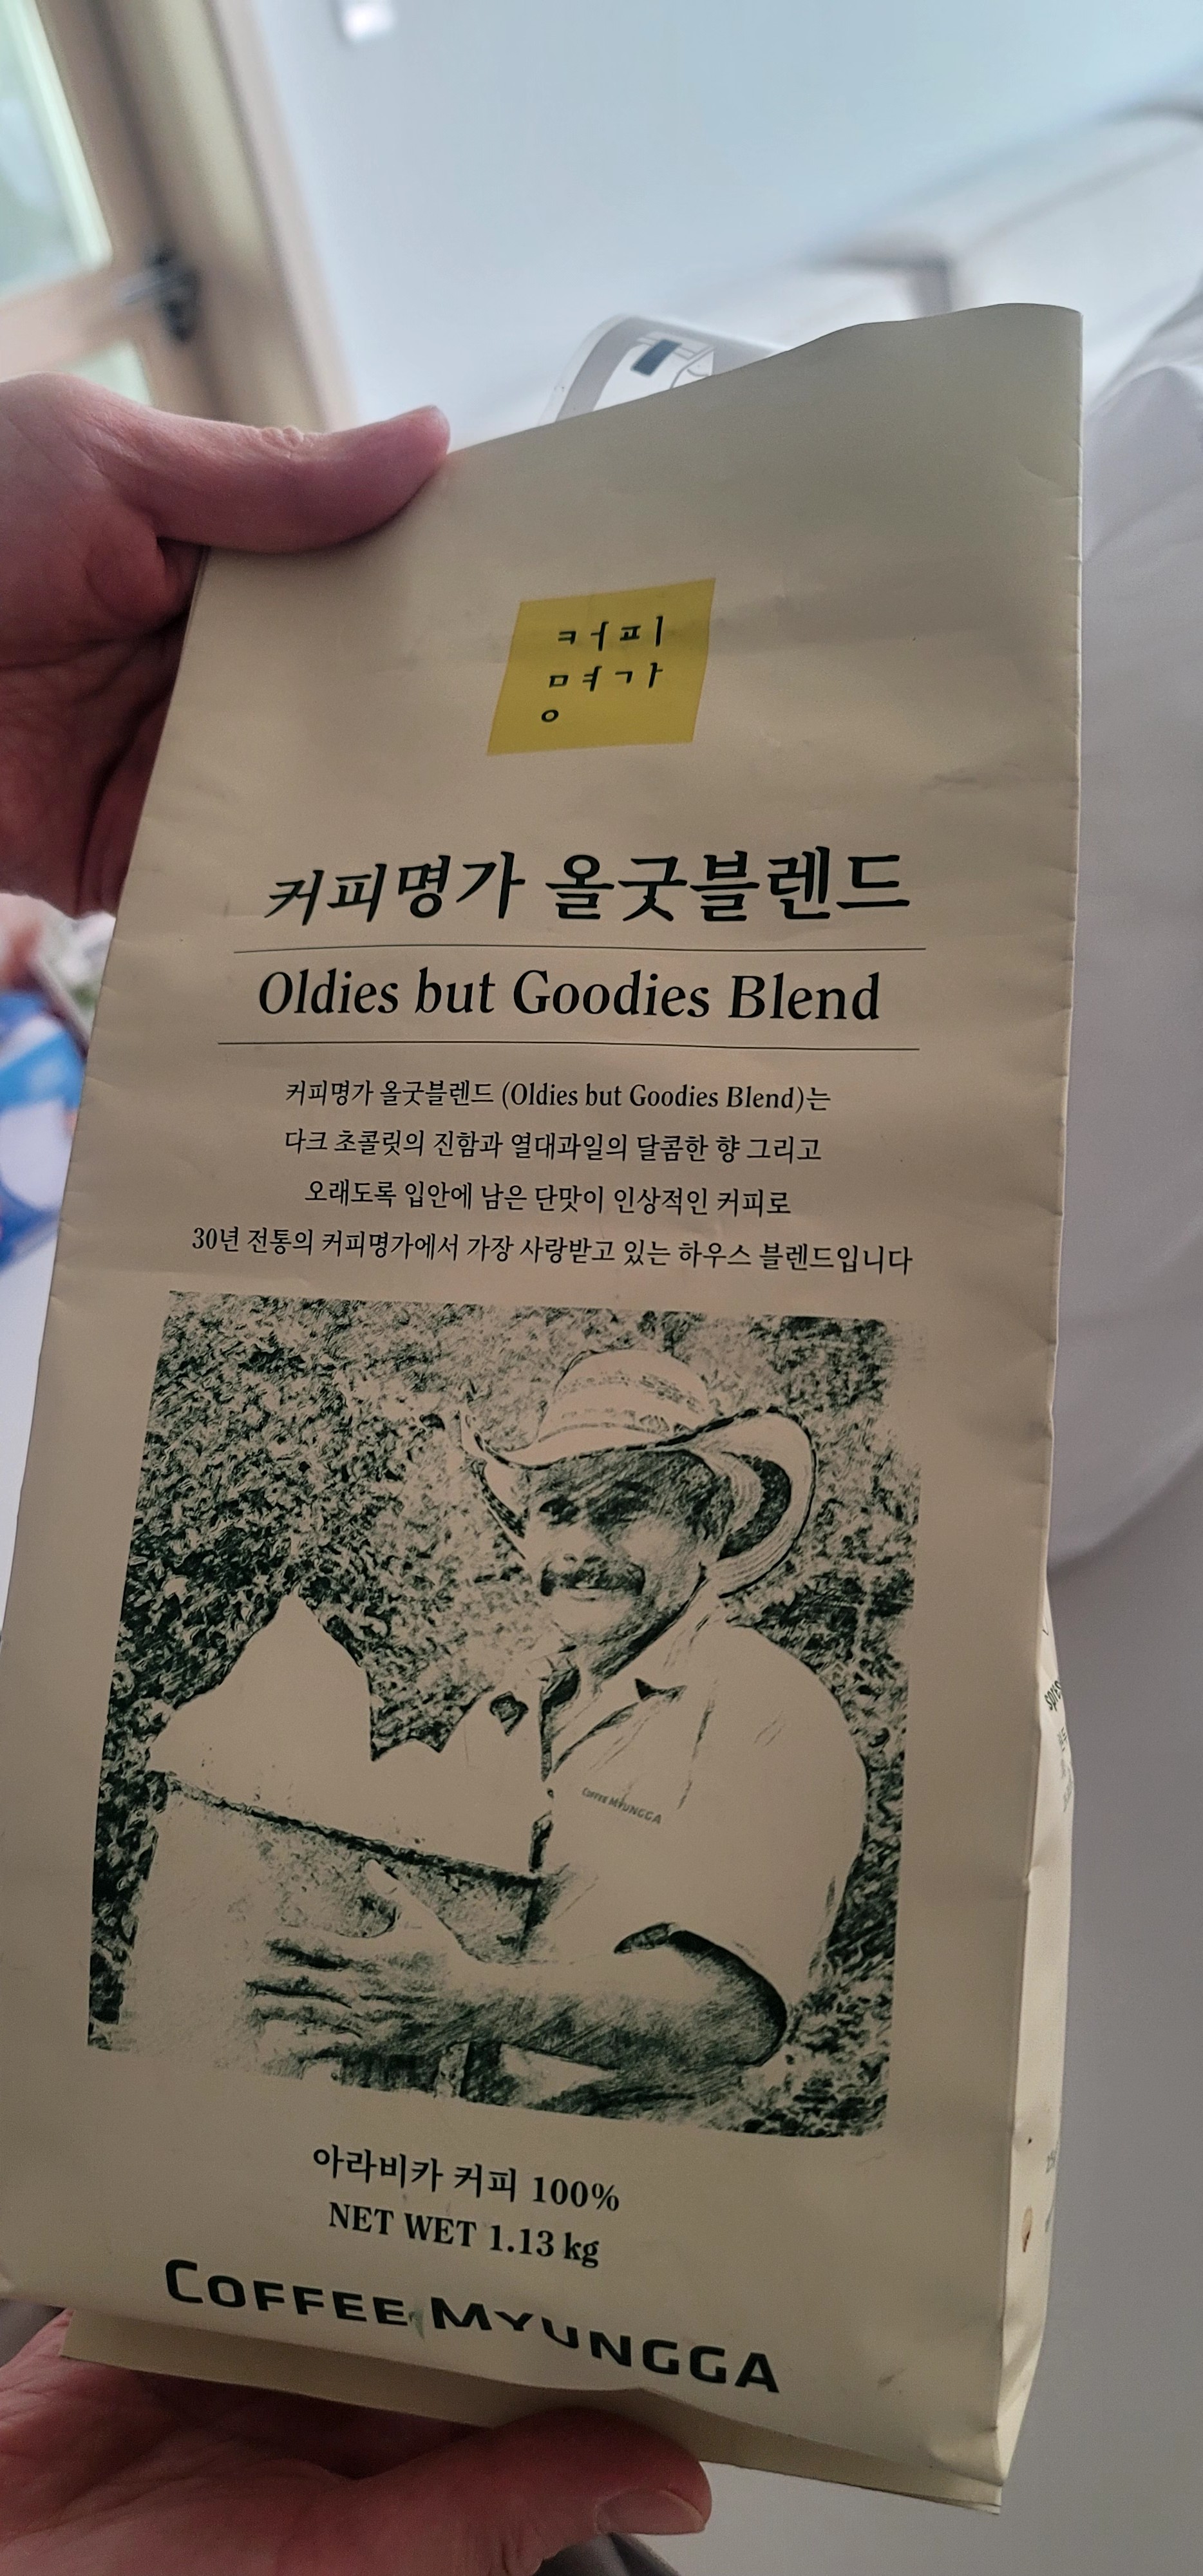 커피
명가
커피명가 올굿블렌드
Oldies but Goodies Blend
커피명가 올굿블렌드 (Oldies but Goodies Blend)는
다크 초콜릿의 진함과 열대과일의 달콤한 향 그리고
오래도록 입안에 남은 단맛이 인상적인 커피로
30년 전통의 커피명가에서 가장 사랑받고 있는 하우스 블렌드입니다
COFFEE MYUNGGA
아라비카 커피 100%
NET WET 1.13 kg
COFFEE MYUNGGA